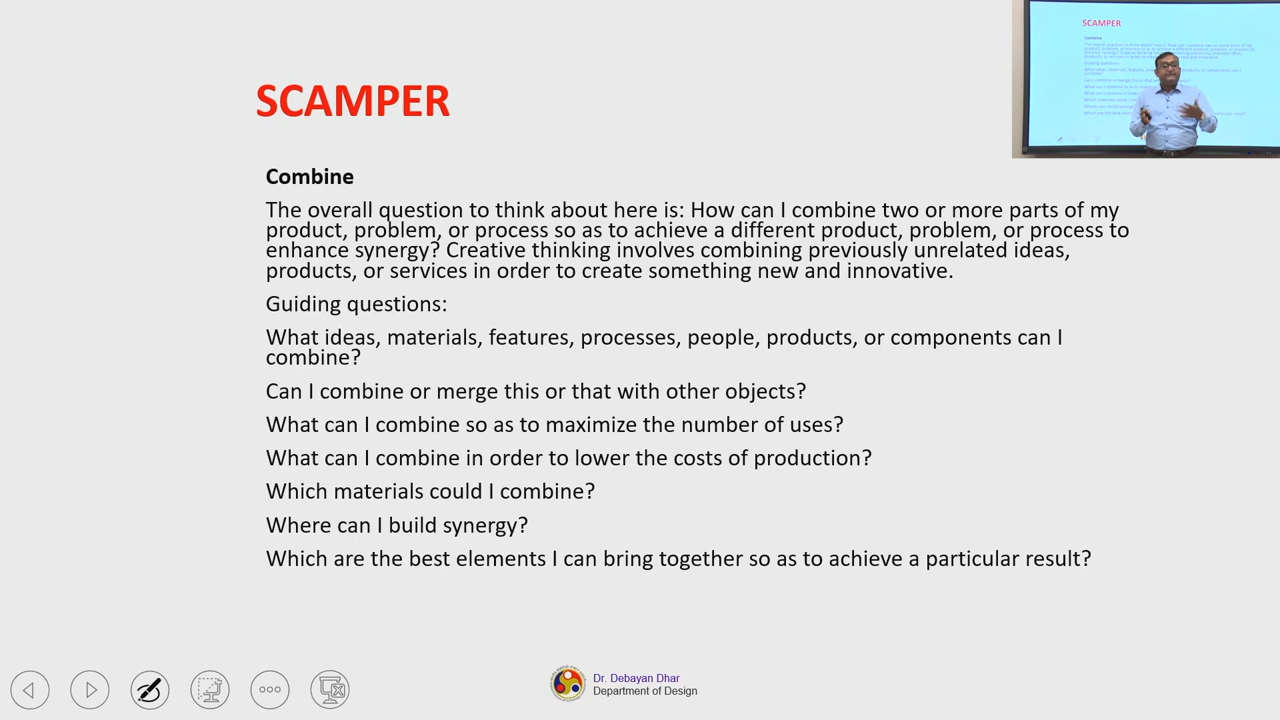 SCAMPER
SCAMPER
Combine
The overall question to think about here is: How can I combine two or more parts of my
product, problem, or process so as to achieve a different product, problem, or process to
enhance synergy? Creative thinking involves combining previously unrelated ideas,
products, or services in order to create something new and innovative.
Guiding questions:
What ideas, materials, features, processes, people, products, or components can I
combine?
Can I combine or merge this or that with other objects?
What can I combine so as to maximize the number of uses?
What can I combine in order to lower the costs of production?
Which materials could I combine?
Where can I build synergy?
Which are the best elements I can bring together so as to achieve a particular result?
Dr. Debayan Dhar
Department of Design